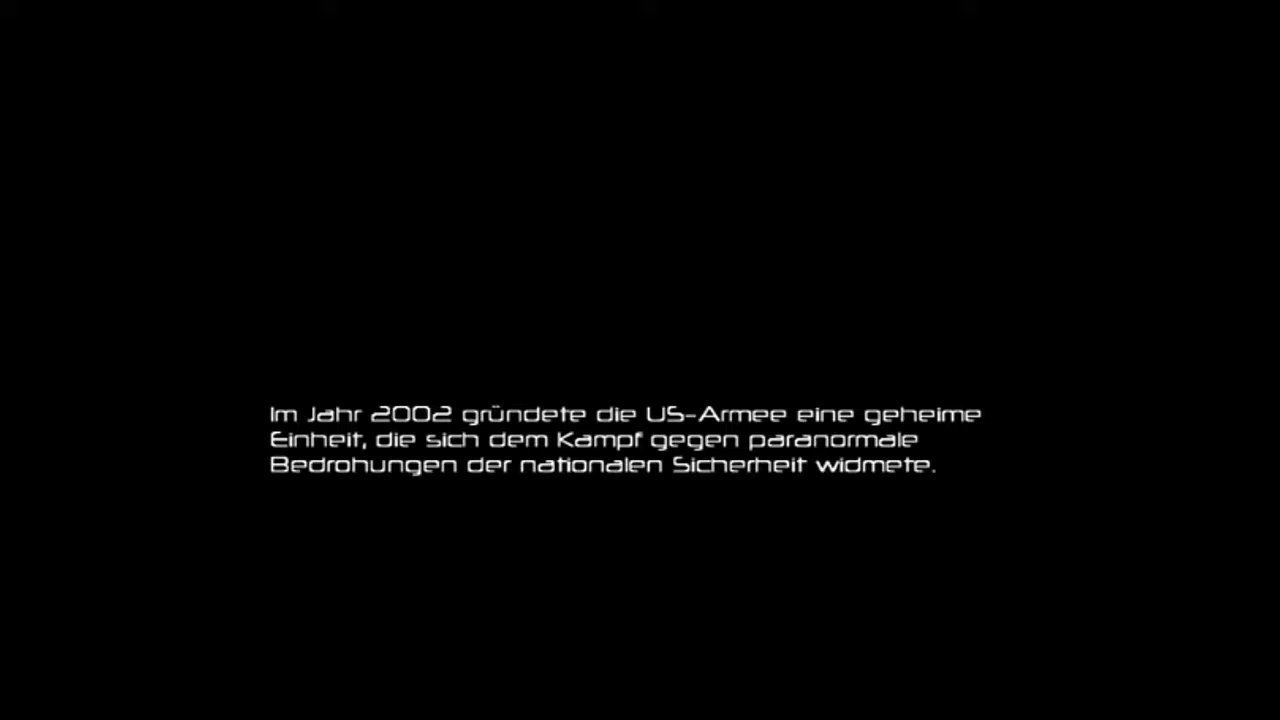 Im Jahr 2002 gründete die US-Armee eine geheime
Einheit, die sich dem Kampf gegen paranormale
Bedrohungen der nationalen Sicherheit widmete.